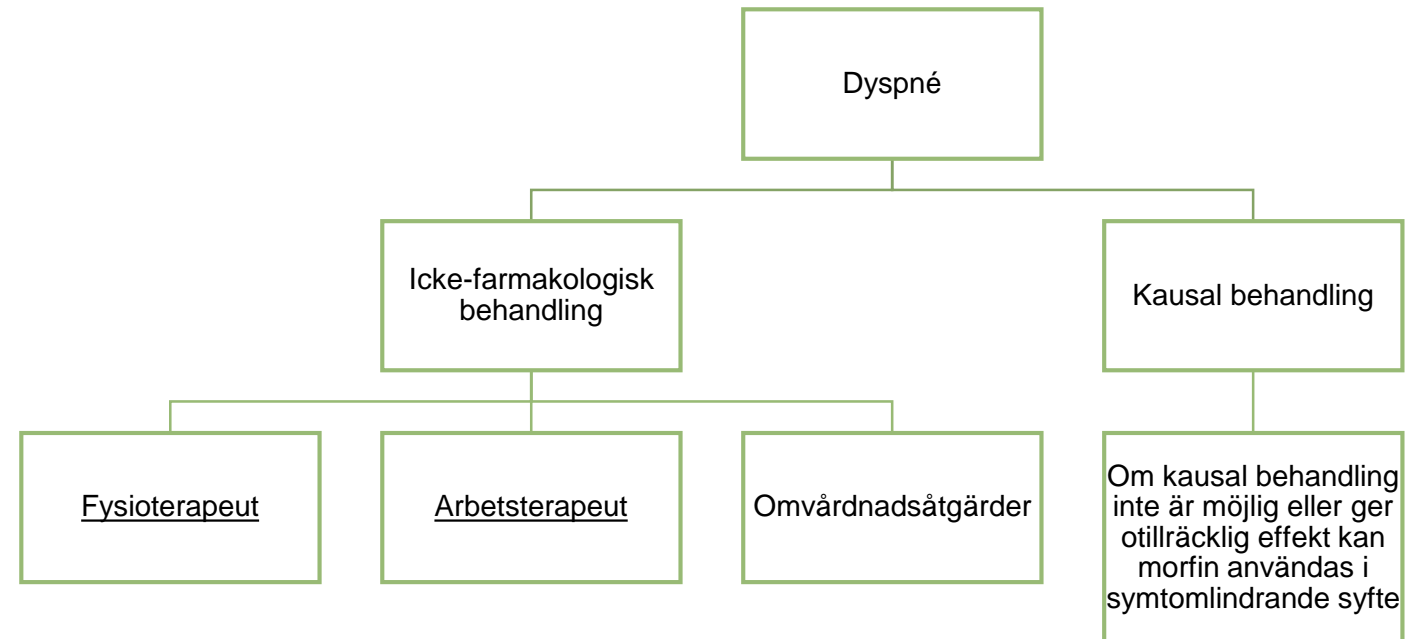 Dyspné
Icke-farmakologisk
behandling
Kausal behandling
Fysioterapeut
Arbetsterapeut
Omvårdnadsåtgärder
Om kausal behandling
inte är möjlig eller ger
otillräcklig effekt kan
morfin användas i
symtomlindrande syfte